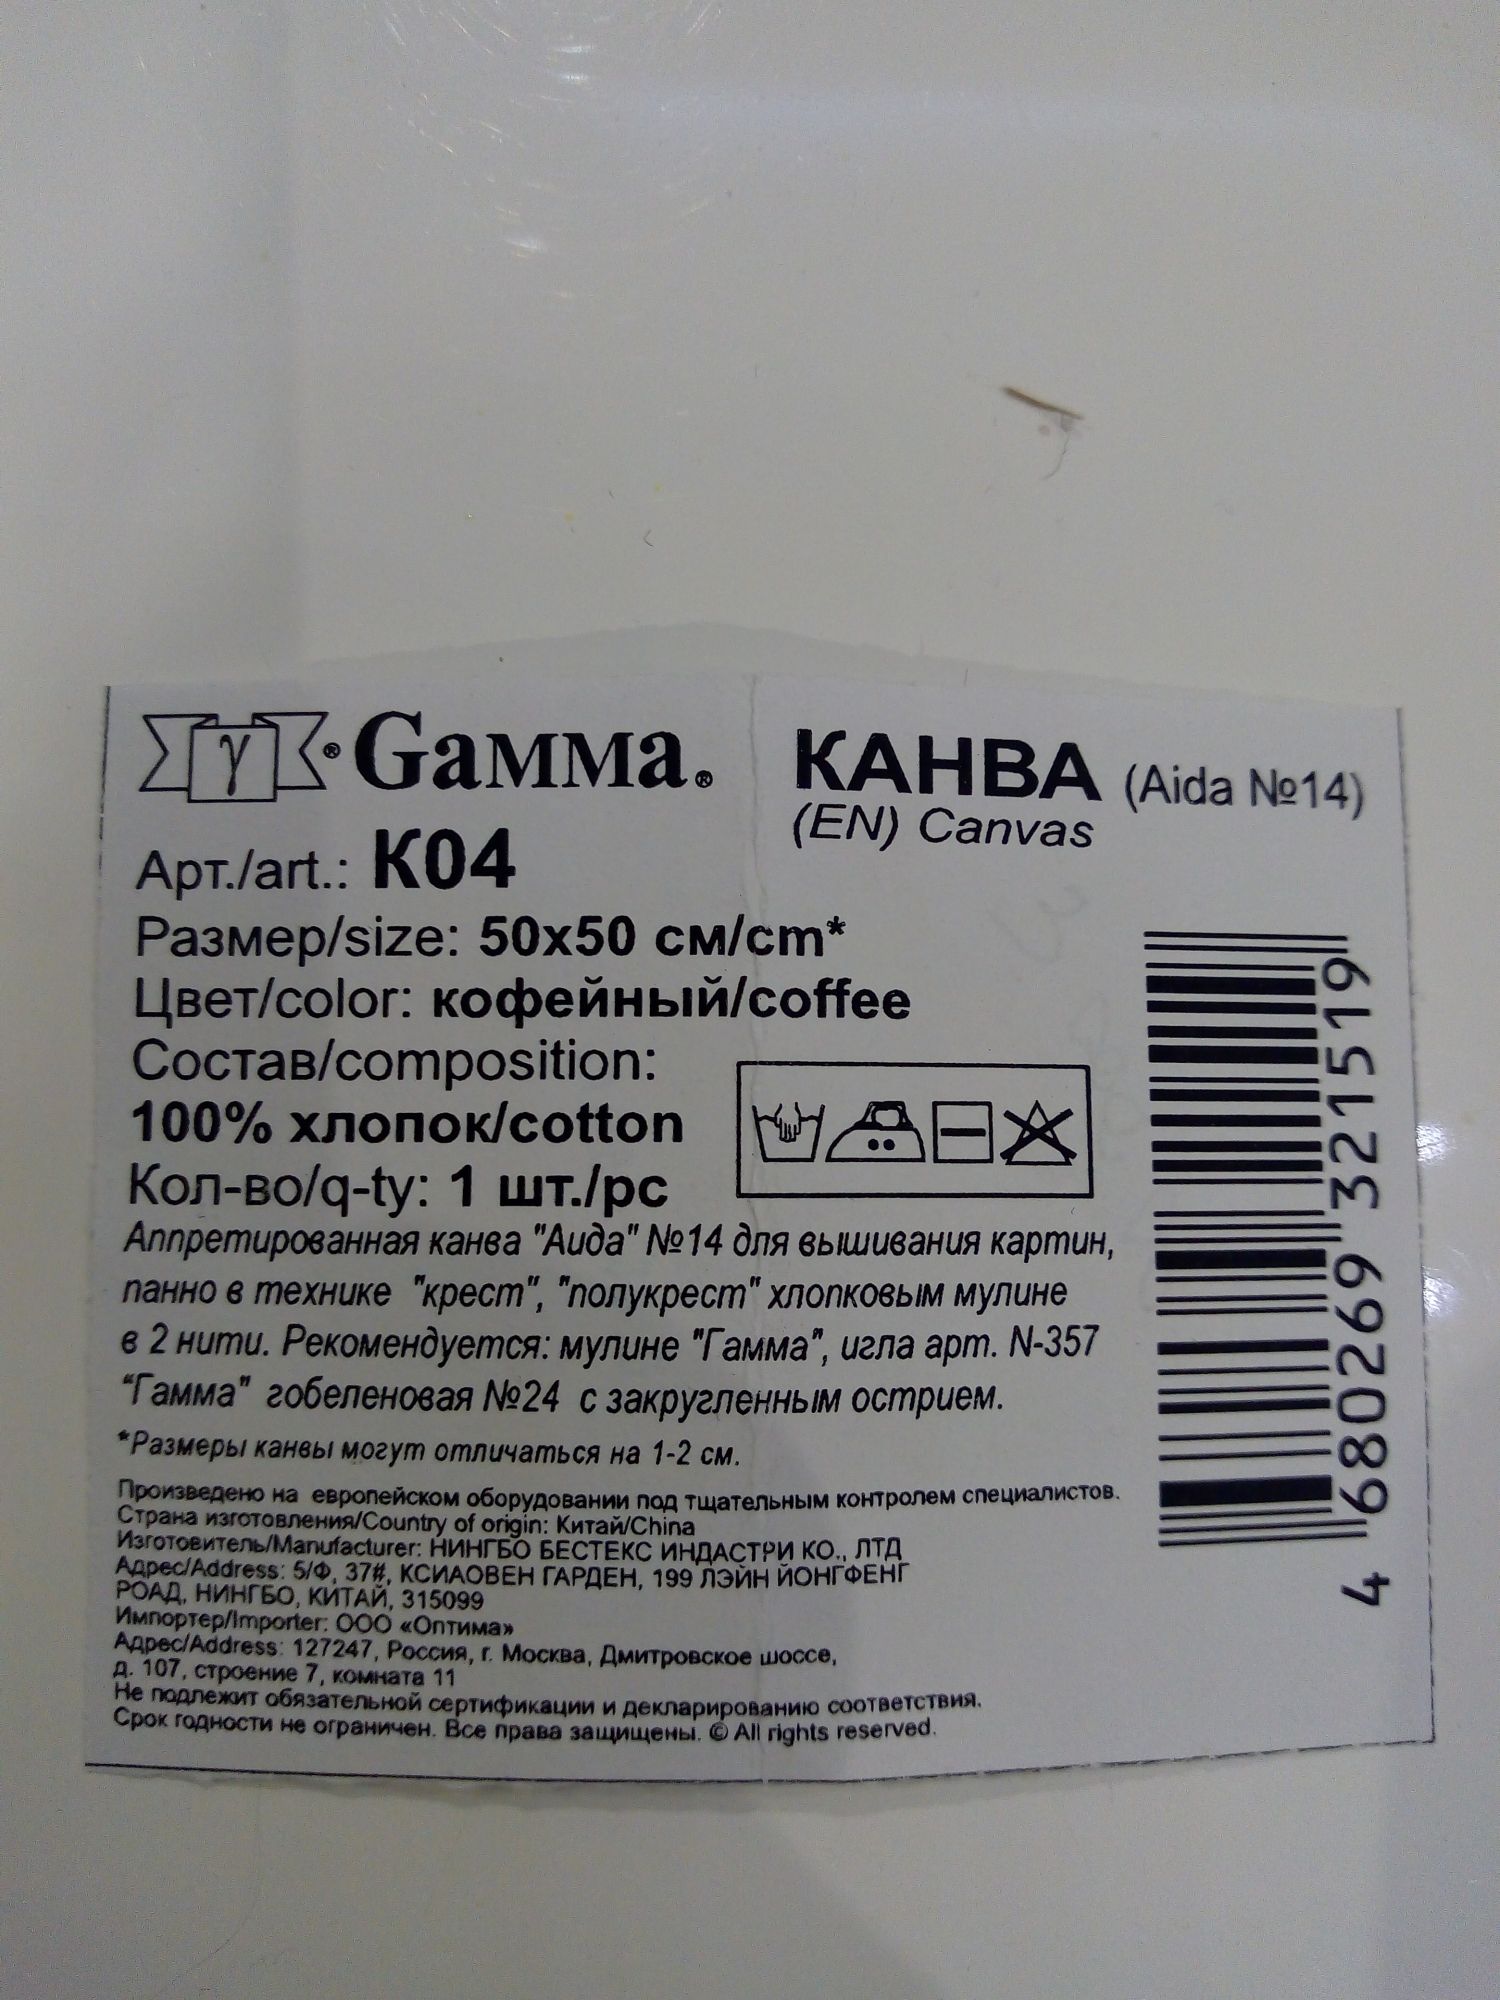 γ ® Gамма®
КАНВА (Aida №14)
(EN) Canvas
Арт./art.: К04
Размер/size: 50х50 см/cm*
Цвет/color: кофейный/coffee
Состав/composition:
100% хлопок/cotton
Кол-во/q-ty: 1 шт./pc
Аппретированная канва "Аида" №14 для вышивания картин,
панно в технике "крест", "полукрест" хлопковым мулине
в 2 нити. Рекомендуется: мулине "Гамма", игла арт. N-357
“Гамма" гобеленовая №24 с закругленным острием.
*Размеры канвы могут отличаться на 1-2 см.
Произведено на европейском оборудовании под тщательным контролем специалистов.
Страна изготовления/Country of origin: Китай/China
Изготовитель/Manufacturer: НИНГБО БЕСТЕКС ИНДАСТРИ КО., ЛТД
Адрес/Address: 5/Ф, 37#, КСИАОВЕН ГАРДЕН, 199 ЛЭЙН ЙОНГФЕНГ
РОАД, НИНГБО, КИТАЙ, 315099
Импортер/Importer: ООО «Оптима»
Адрес/Address: 127247, Россия, г. Москва, Дмитровское шоссе,
д. 107, строение 7, комната 11
Не подлежит обязательной сертификации и декларированию соответствия.
Срок годности не ограничен. Все права защищены. © All rights reserved.
4 680269 321519